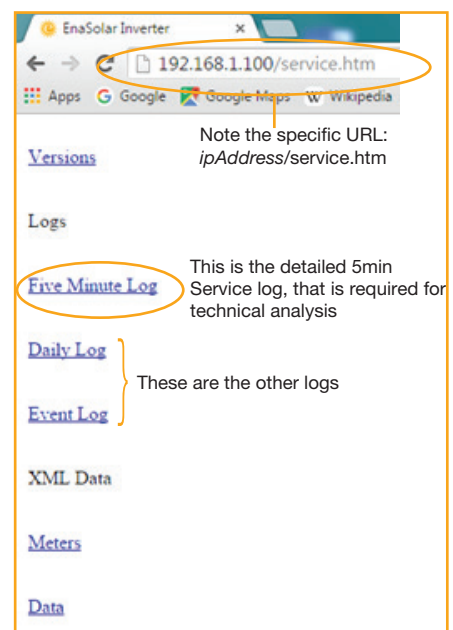 EnaSolar Inverter
192.168.1.100/service.htm
Apps Google Google Maps W Wikipedia
Note the specific URL:
ipAddress/service.htm
Versions
Logs
Five Minute Log
This is the detailed 5min
Service log, that is required for
technical analysis
Daily Log
These are the other logs
Event Log
XML Data
Meters
Data